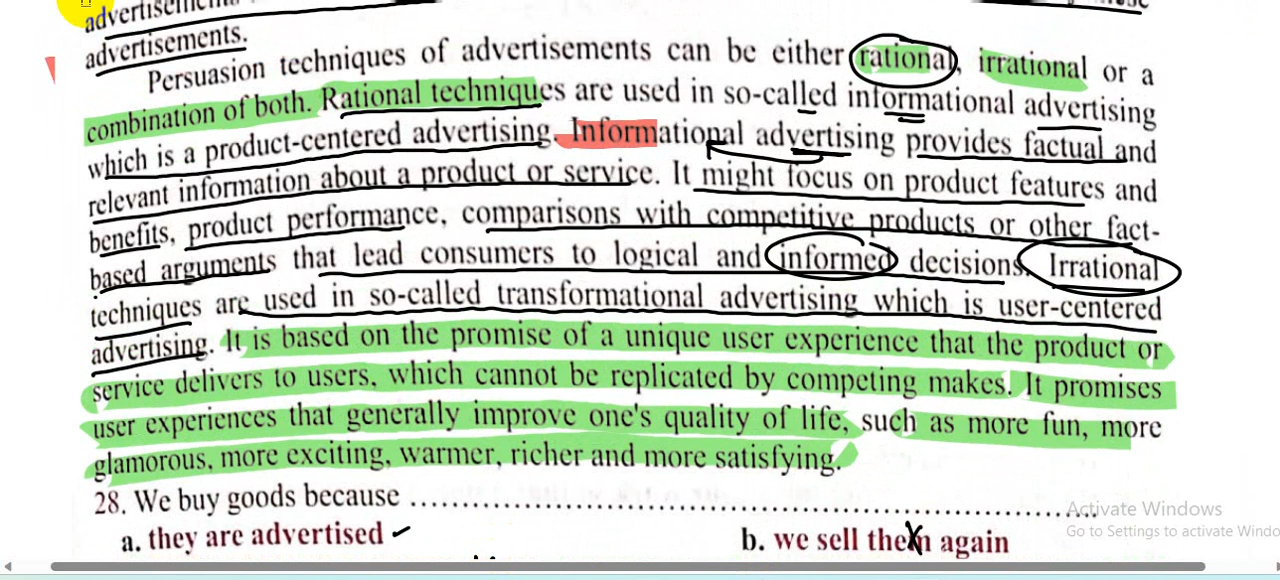 advertisements.
Persuasion techniques of advertisements can be either rational, irrational or a
combination of both. Rational techniques are used in so-called informational advertising
which is a product-centered advertising. Informational advertising provides factual and
relevant information about a product or service. It might focus on product features and
benefits, product performance, comparisons with competitive products or other fact-
based arguments that lead consumers to logical and informed decisions. Irrational
techniques are used in so-called transformational advertising which is user-centered
advertising. It is based on the promise of a unique user experience that the product or
service delivers to users, which cannot be replicated by competing makes. It promises
user experiences that generally improve one's quality of life, such as more fun, more
glamorous, more exciting, warmer, richer and more satisfying.
28. We buy goods because ........................................................................
Activate Windows
Go to Settings to activate Windo
a. they are advertised
b. we sell them again